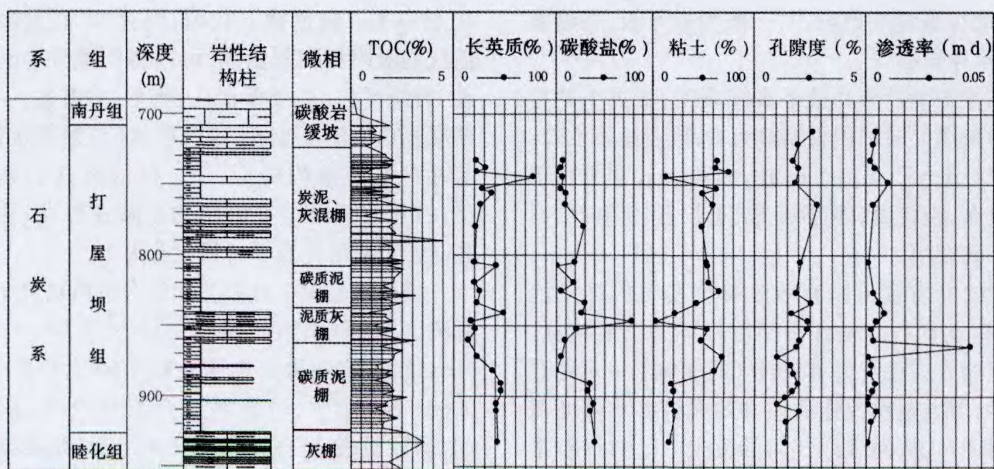 系
组
深度
(m)
岩性结
构柱
微相
TOC(%)
0 5
长英质(%)
0 100
碳酸盐(%)
0 100
粘土 (%)
0 100
孔隙度 (%
0 5
渗透率 (md)
0 0.05
石
炭
系
南丹组
打
屋
坝
组
睦化组
700
800
900
碳酸岩
缓坡
炭泥、
灰混棚
碳质泥
棚
泥质灰
棚
碳质泥
棚
灰棚